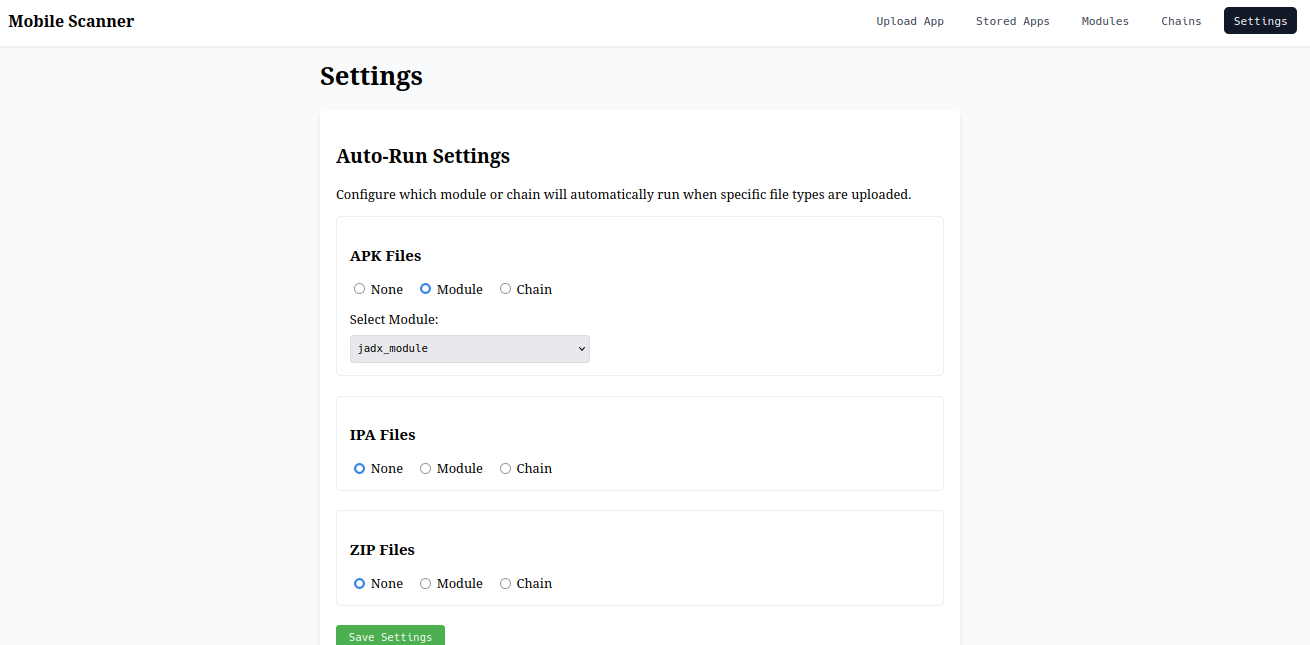 Mobile Scanner
Upload App Stored Apps Modules Chains Settings
Settings
Auto-Run Settings
Configure which module or chain will automatically run when specific file types are uploaded.
APK Files
None Module Chain
Select Module:
jadx_module
IPA Files
None Module Chain
ZIP Files
None Module Chain
Save Settings